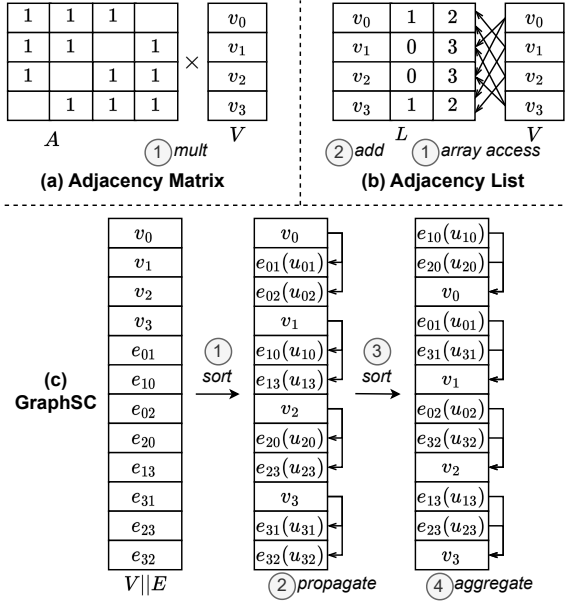 1 1 1
1 1 1
1 1 1
1 1 1
×
v0
v1
v2
v3
A
V
1 mult
(a) Adjacency Matrix
v0 1 2
v1 0 3
v2 0 3
v3 1 2
v0
v1
v2
v3
L
V
2 add
1 array access
(b) Adjacency List
(c)
GraphSC
v0
v1
v2
v3
e01
e10
e02
e20
e13
e31
e23
e32
V||E
1
sort
v0
e01(u01)
e02(u02)
v1
e10(u10)
e13(u13)
v2
e20(u20)
e23(u23)
v3
e31(u31)
e32(u32)
2 propagate
3
sort
e10(u10)
e20(u20)
v0
e01(u01)
e31(u31)
v1
e02(u02)
e32(u32)
v2
e13(u13)
e23(u23)
v3
4 aggregate